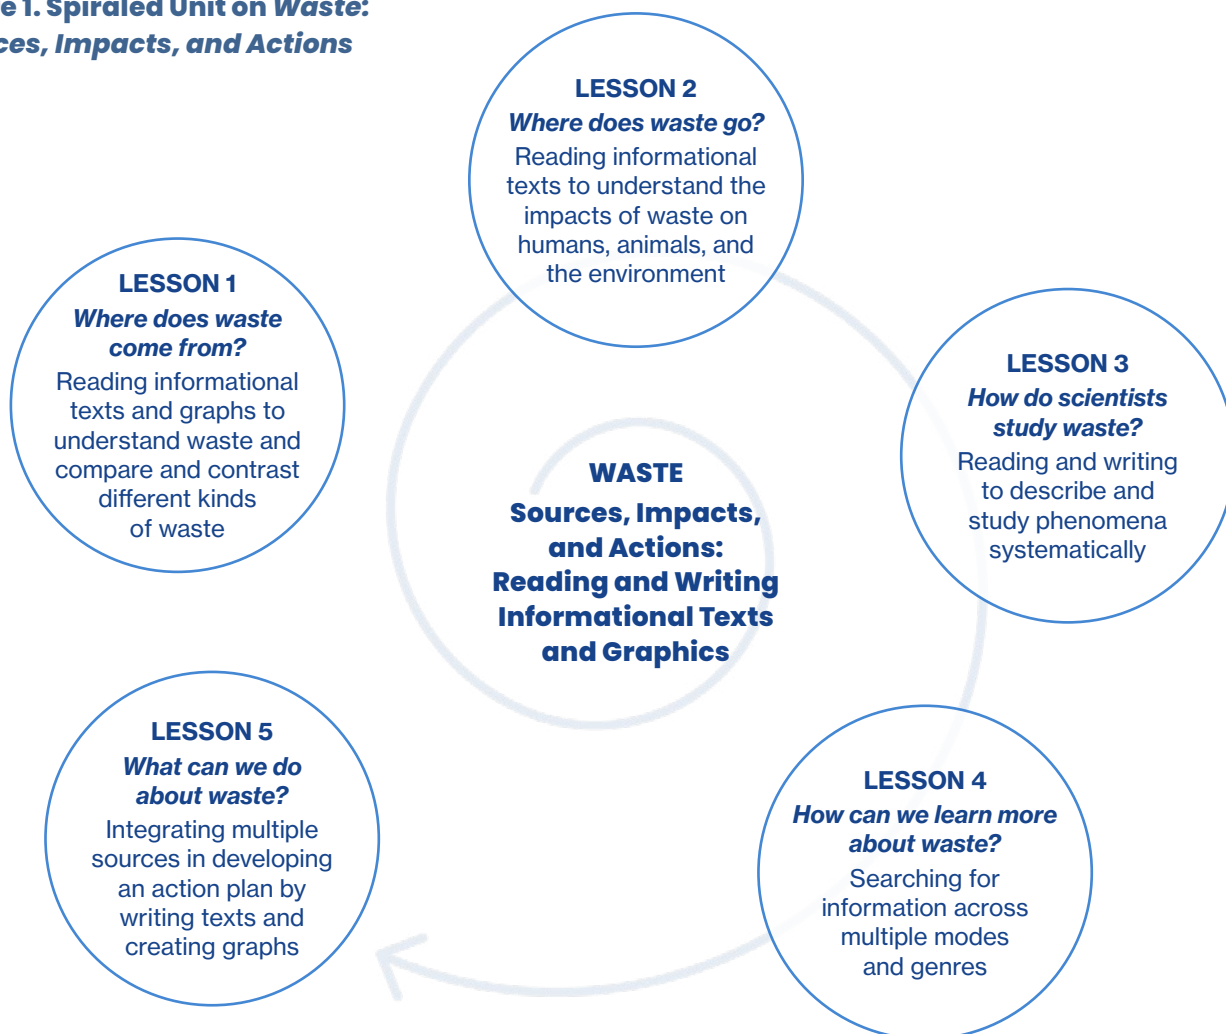 e 1. Spiraled Unit on Waste:
ces, Impacts, and Actions
LESSON 1
Where does waste
come from?
Reading informational
texts and graphs to
understand waste and
compare and contrast
different kinds
of waste
LESSON 2
Where does waste go?
Reading informational
texts to understand the
impacts of waste on
humans, animals, and
the environment
LESSON 3
How do scientists
study waste?
Reading and writing
to describe and
study phenomena
systematically
LESSON 4
How can we learn more
about waste?
Searching for
information across
multiple modes
and genres
LESSON 5
What can we do
about waste?
Integrating multiple
sources in developing
an action plan by
writing texts and
creating graphs
WASTE
Sources, Impacts,
and Actions:
Reading and Writing
Informational Texts
and Graphics